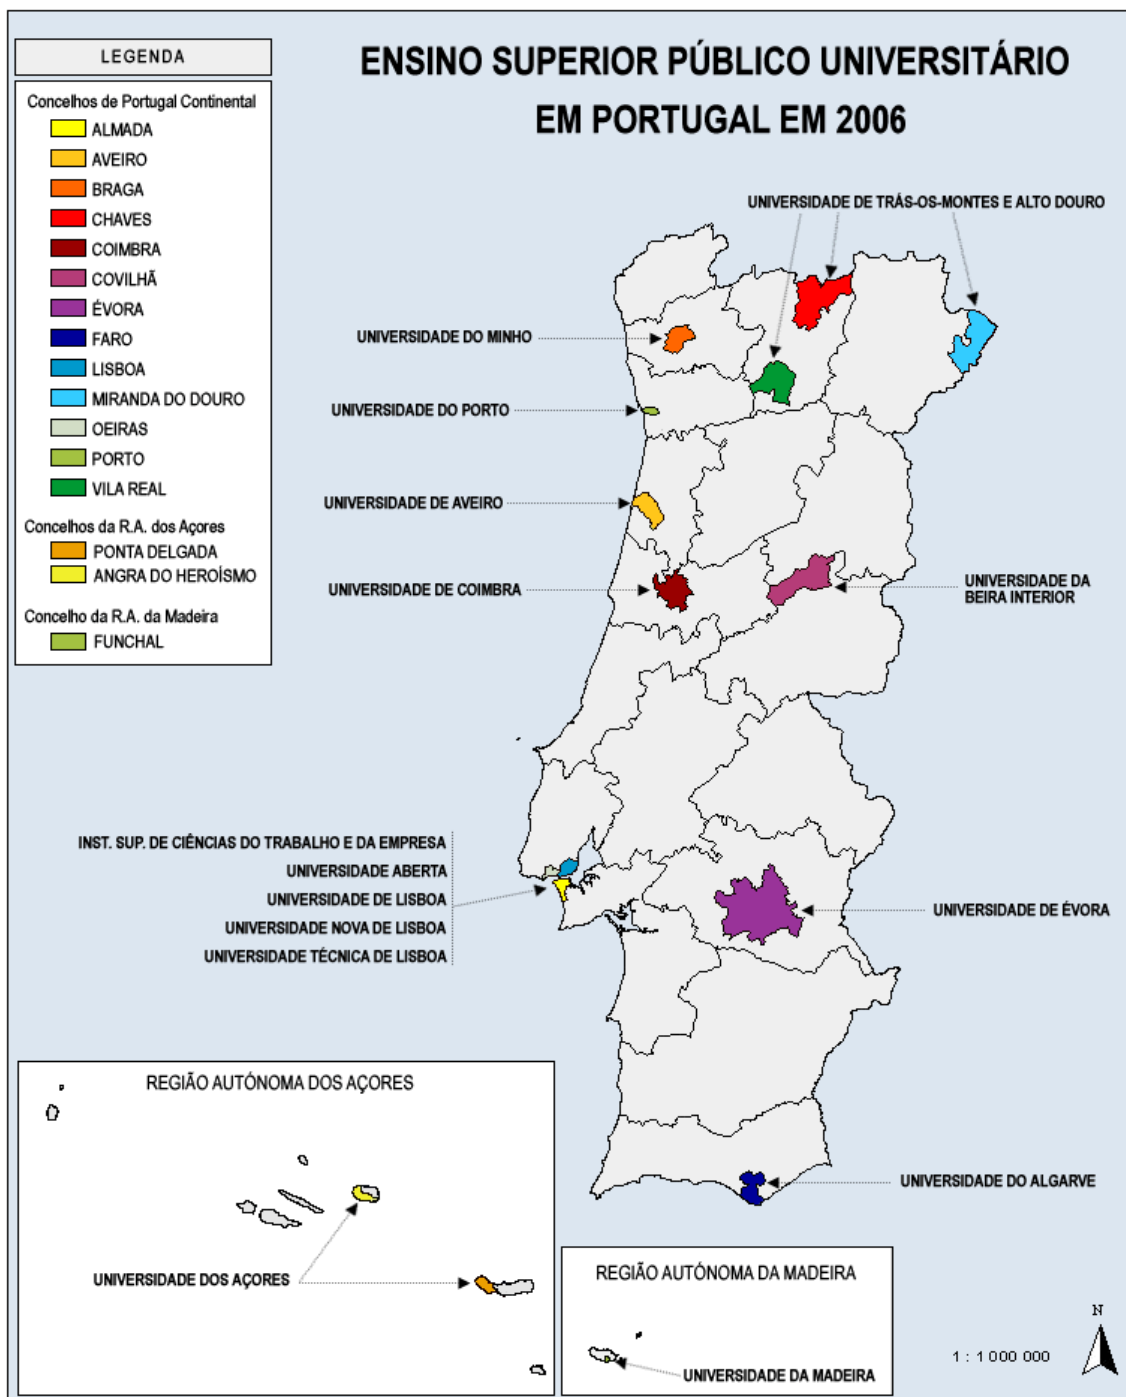 LEGENDA
Concelhos de Portugal Continental
ALMADA
AVEIRO
BRAGA
CHAVES
COIMBRA
COVILHÃ
ÉVORA
FARO
LISBOA
MIRANDA DO DOURO
OEIRAS
PORTO
VILA REAL
Concelhos da R.A. dos Açores
PONTA DELGADA
ANGRA DO HEROÍSMO
Concelho da R.A. da Madeira
FUNCHAL
ENSINO SUPERIOR PÚBLICO UNIVERSITÁRIO
EM PORTUGAL EM 2006
UNIVERSIDADE DE TRÁS-OS-MONTES E ALTO DOURO
UNIVERSIDADE DO MINHO
UNIVERSIDADE DO PORTO
UNIVERSIDADE DE AVEIRO
UNIVERSIDADE DE COIMBRA
UNIVERSIDADE DA
BEIRA INTERIOR
INST. SUP. DE CIÊNCIAS DO TRABALHO E DA EMPRESA
UNIVERSIDADE ABERTA
UNIVERSIDADE DE LISBOA
UNIVERSIDADE NOVA DE LISBOA
UNIVERSIDADE TÉCNICA DE LISBOA
UNIVERSIDADE DE ÉVORA
UNIVERSIDADE DO ALGARVE
REGIÃO AUTÓNOMA DOS AÇORES
UNIVERSIDADE DOS AÇORES
REGIÃO AUTÓNOMA DA MADEIRA
UNIVERSIDADE DA MADEIRA
N
1 : 1 000 000